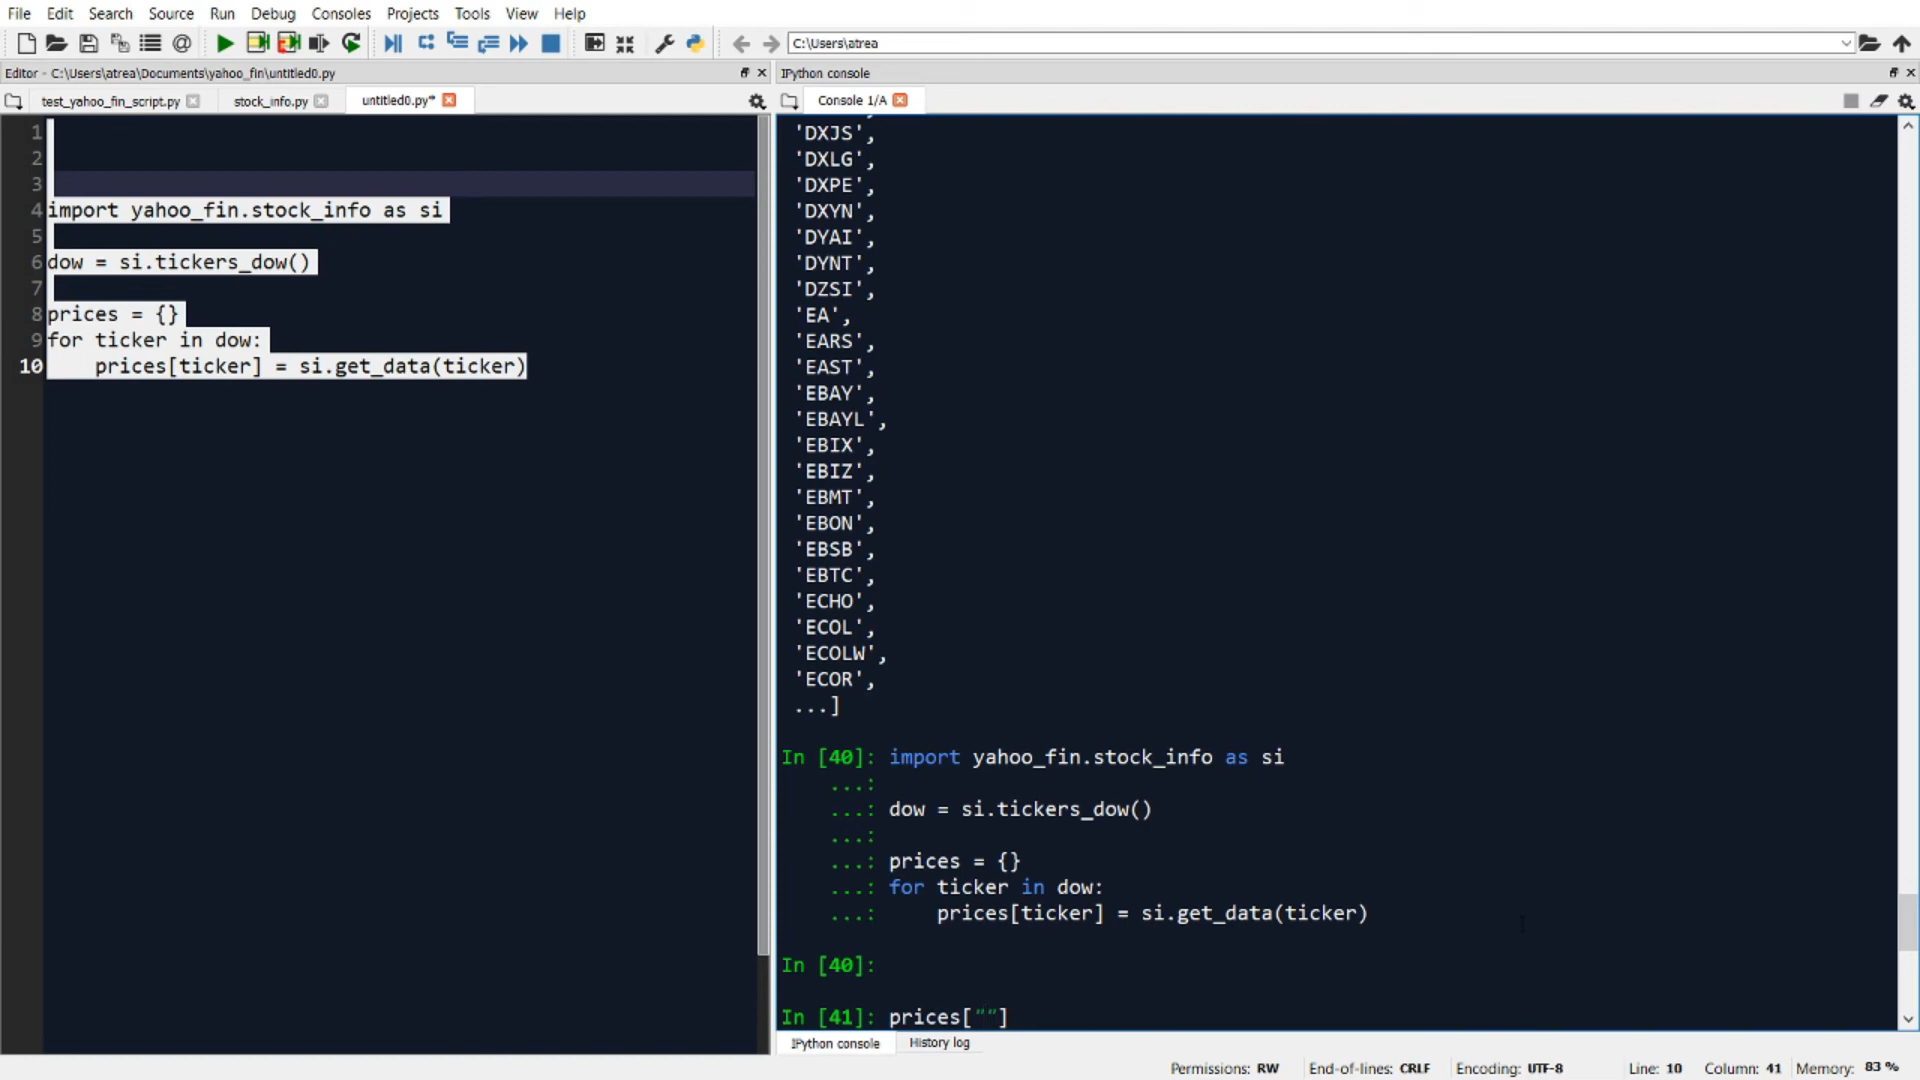 File Edit Search Source Run Debug Consoles Projects Tools View Help
C:\Users\atrea
Editor - C:\Users\atrea\Documents\yahoo_fin\untitled0.py
test_yahoo_fin_script.py stock_info.py untitled0.py*
1
2
3
4 import yahoo_fin.stock_info as si
5
6 dow = si.tickers_dow()
7
8 prices = {}
9 for ticker in dow:
10 prices[ticker] = si.get_data(ticker)
IPython console
Console 1/A
'DXJS',
'DXLG',
'DXPE',
'DXYN',
'DYAI',
'DYNT',
'DZSI',
'EA',
'EARS',
'EAST',
'EBAY',
'EBAYL',
'EBIX',
'EBIZ',
'EBMT',
'EBON',
'EBSB',
'EBTC',
'ECHO',
'ECOL',
'ECOLW',
'ECOR',
...]
In [40]: import yahoo_fin.stock_info as si
...:
...: dow = si.tickers_dow()
...:
...: prices = {}
...: for ticker in dow:
...: prices[ticker] = si.get_data(ticker)
In [40]:
In [41]: prices[""]
IPython console History log
Permissions: RW End-of-lines: CRLF Encoding: UTF-8 Line: 10 Column: 41 Memory: 83 %